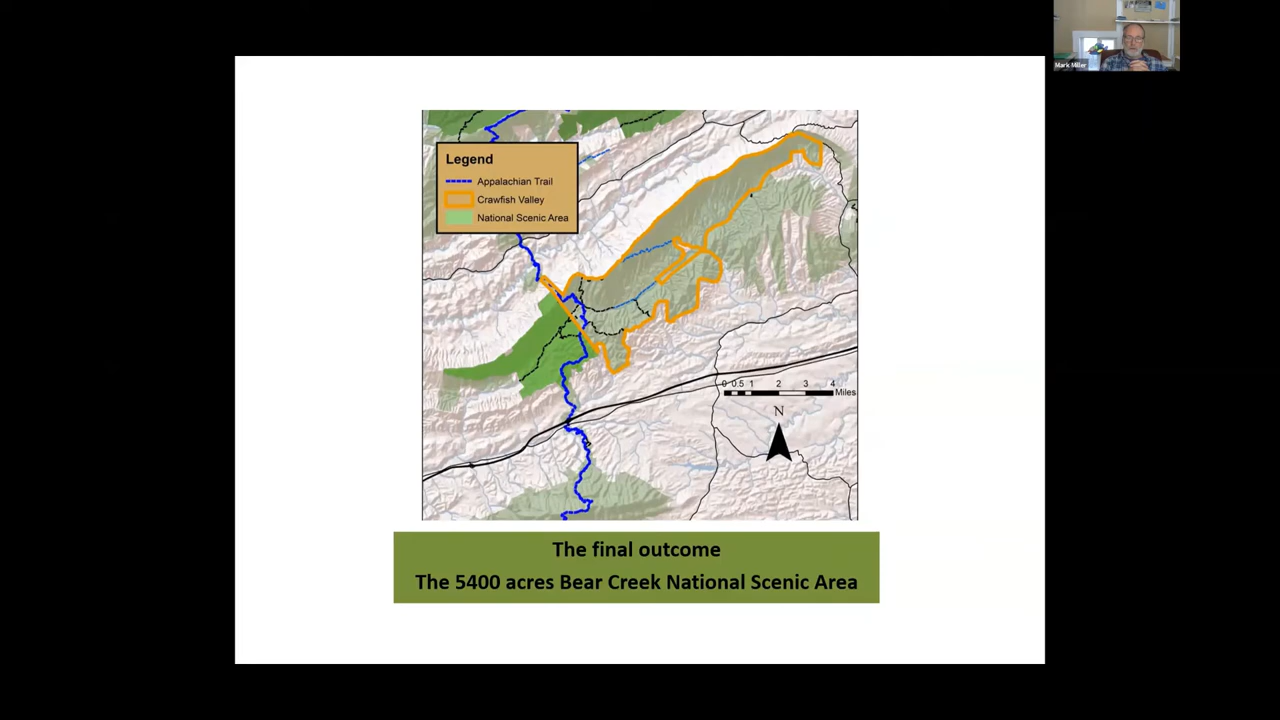 Mark Miller
Legend
Appalachian Trail
Crawfish Valley
National Scenic Area
0 0.5 1 2 3 4
Miles
N
The final outcome
The 5400 acres Bear Creek National Scenic Area